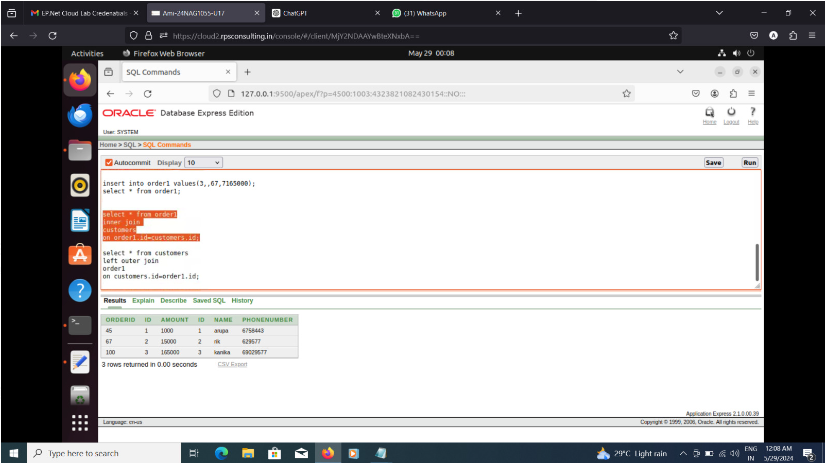 EP.Net Cloud Lab Credenatials
Ami-24NAG1055-U17
ChatGPT
(31) WhatsApp
https://cloud2.rpsconsulting.in/console/#/client/MjY2NDAAYwBteXNxbA==
Activities
Firefox Web Browser
May 29 00:08
SQL Commands
127.0.0.1:9500/apex/f?p=4500:1003:4323821082430154::NO:::
ORACLE Database Express Edition
Home
Logout
Help
User: SYSTEM
Home > SQL > SQL Commands
Autocommit
Display
10
Save
Run
insert into order1 values(3,,67,7165000);
select * from order1;
select * from order1
inner join
customers
on order1.id=customers.id;
select * from customers
left outer join
order1
on customers.id=order1.id;
Results Explain Describe Saved SQL History
ORDERID ID AMOUNT ID NAME PHONENUMBER
45 1 1000 1 arupa 6758443
67 2 15000 2 rik 629577
100 3 165000 3 kanika 69029577
3 rows returned in 0.00 seconds
CSV Export
Application Express 2.1.0.00.39
Language: en-us
Copyright © 1999, 2006, Oracle. All rights reserved.
Type here to search
29°C Light rain
ENG
IN
12:08 AM
5/29/2024
2